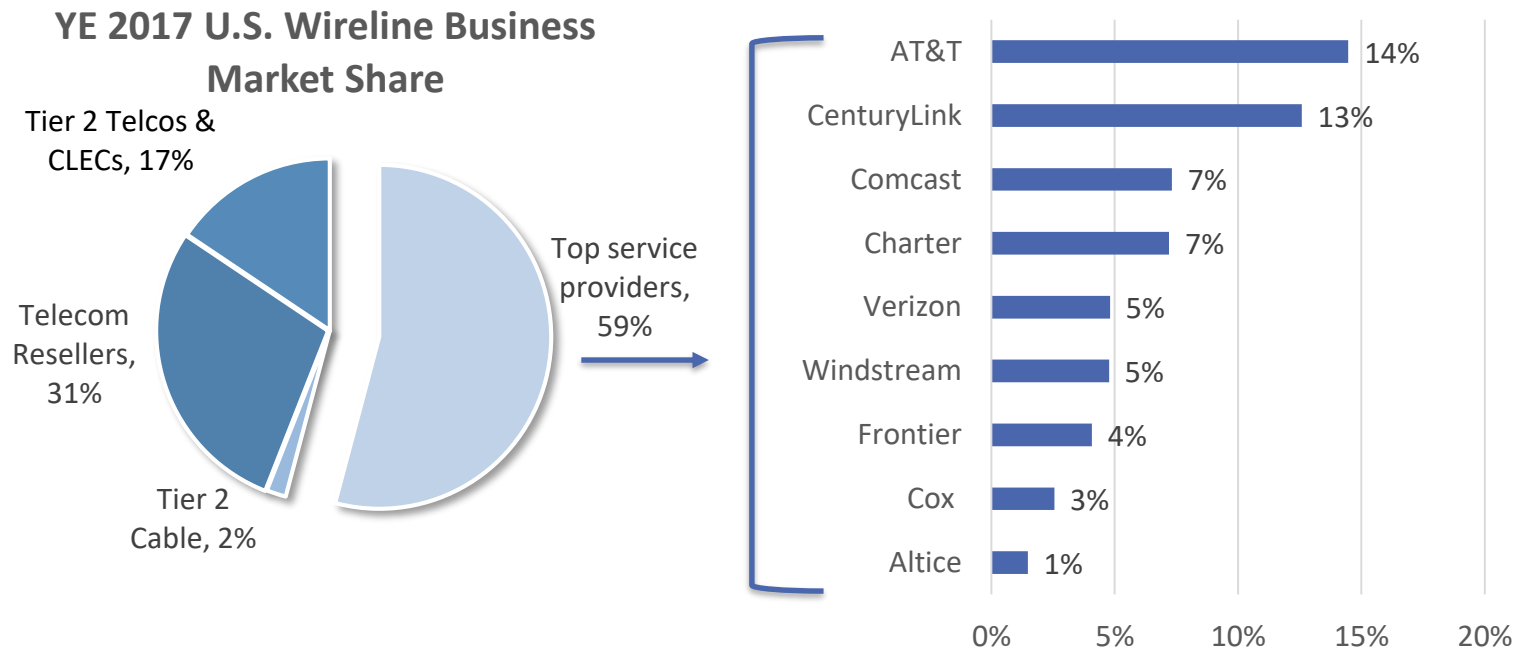 YE 2017 U.S. Wireline Business
Market Share
Tier 2 Telcos &
CLECs, 17%
Telecom
Resellers,
31%
Tier 2
Cable, 2%
Top service
providers,
59%
AT&T 14%
CenturyLink 13%
Comcast 7%
Charter 7%
Verizon 5%
Windstream 5%
Frontier 4%
Cox 3%
Altice 1%
0% 5% 10% 15% 20%